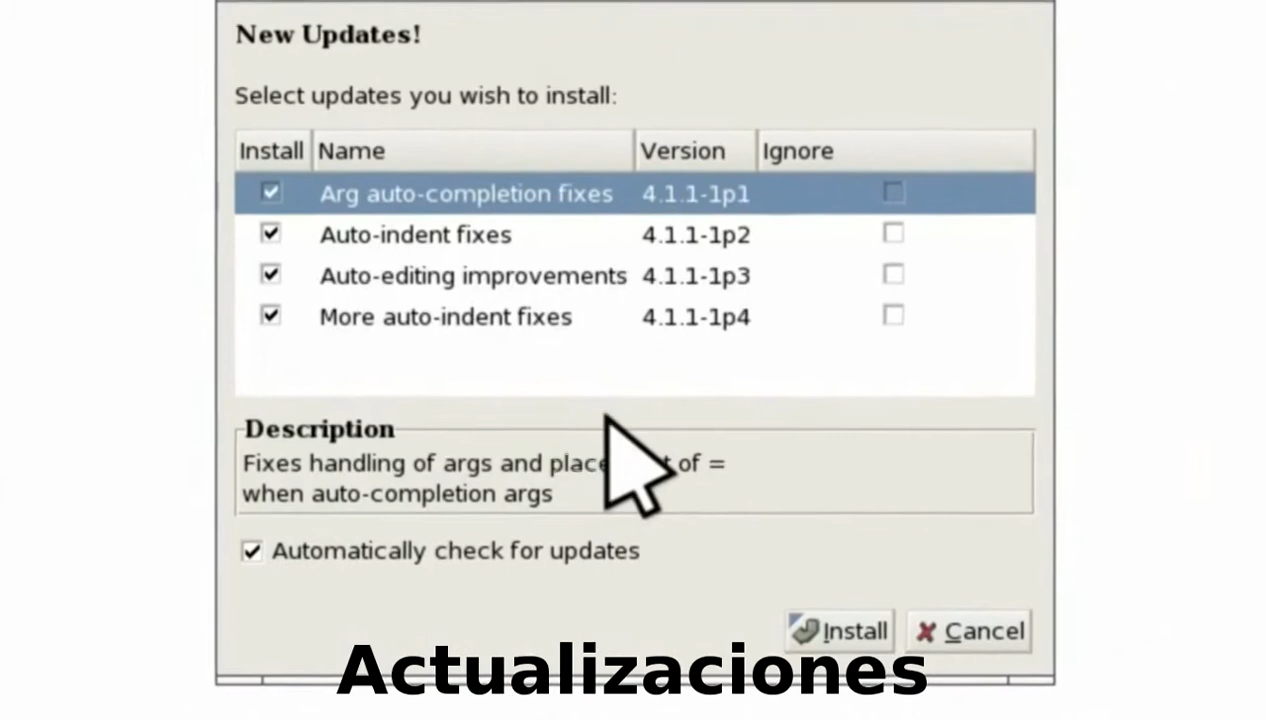 New Updates!
Select updates you wish to install:
Install Name Version Ignore
Arg auto-completion fixes 4.1.1-1p1
Auto-indent fixes 4.1.1-1p2
Auto-editing improvements 4.1.1-1p3
More auto-indent fixes 4.1.1-1p4
Description
Fixes handling of args and of =
when auto-completion args
Automatically check for updates
Install Cancel
Actualizaciones